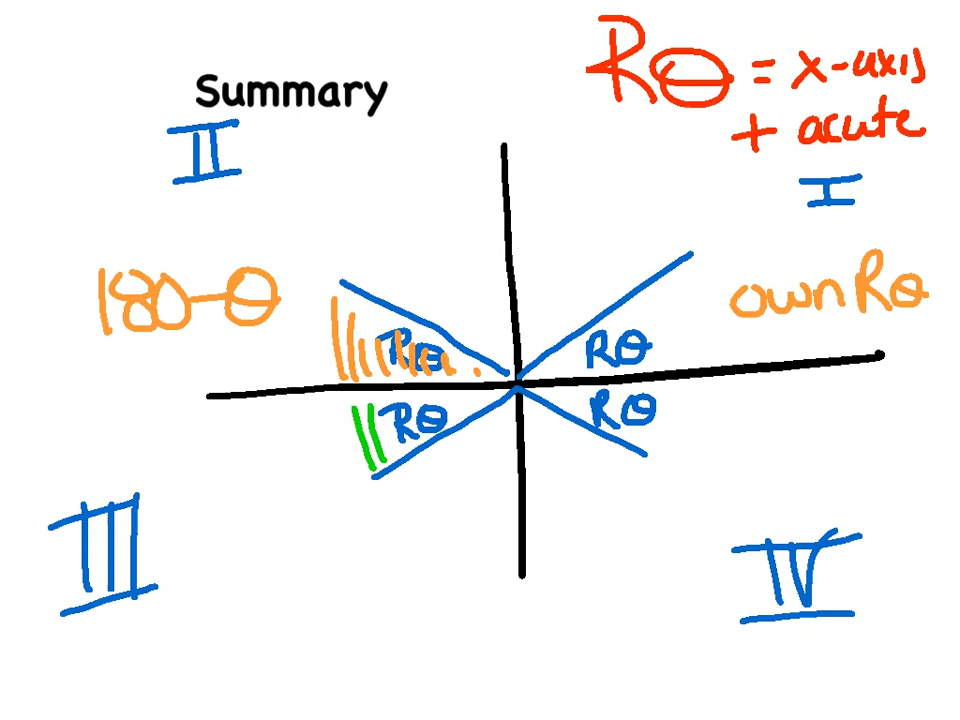 Summary
RΘ = x-axis
+ acute
II
I
180-Θ
own RΘ
RΘ
RΘ
RΘ
RΘ
III
IV